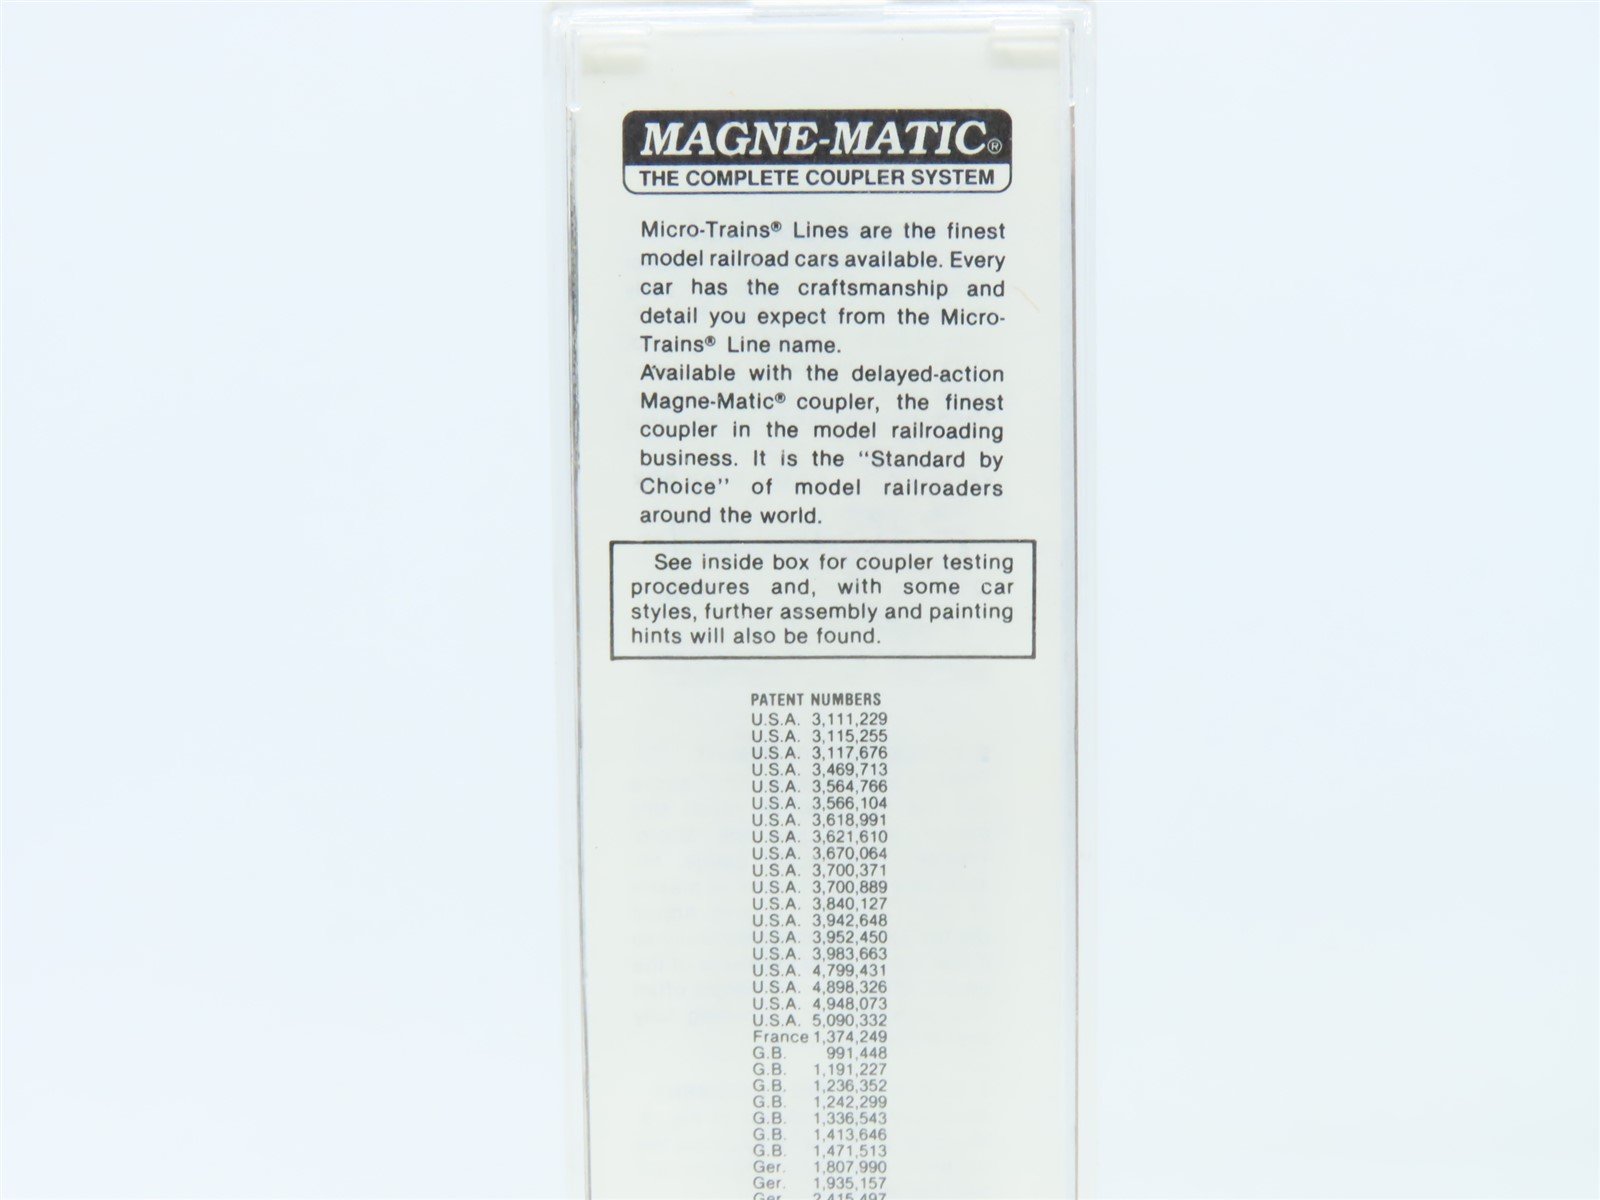 MAGNE-MATIC®
THE COMPLETE COUPLER SYSTEM
Micro-Trains® Lines are the finest
model railroad cars available. Every
car has the craftsmanship and
detail you expect from the Micro-
Trains® Line name.
Available with the delayed-action
Magne-Matic® coupler, the finest
coupler in the model railroading
business. It is the "Standard by
Choice" of model railroaders
around the world.
See inside box for coupler testing
procedures and, with some car
styles, further assembly and painting
hints will also be found.
PATENT NUMBERS
U.S.A. 3,111,229
U.S.A. 3,115,255
U.S.A. 3,117,676
U.S.A. 3,469,713
U.S.A. 3,564,766
U.S.A. 3,566,104
U.S.A. 3,618,991
U.S.A. 3,621,610
U.S.A. 3,670,064
U.S.A. 3,700,371
U.S.A. 3,700,889
U.S.A. 3,840,127
U.S.A. 3,942,648
U.S.A. 3,952,450
U.S.A. 3,983,663
U.S.A. 4,799,431
U.S.A. 4,898,326
U.S.A. 4,948,073
U.S.A. 5,090,332
France 1,374,249
G.B. 991,448
G.B. 1,191,227
G.B. 1,236,352
G.B. 1,242,299
G.B. 1,336,543
G.B. 1,413,646
G.B. 1,471,513
Ger. 1,807,990
Ger. 1,935,157
Ger. 2,415,497